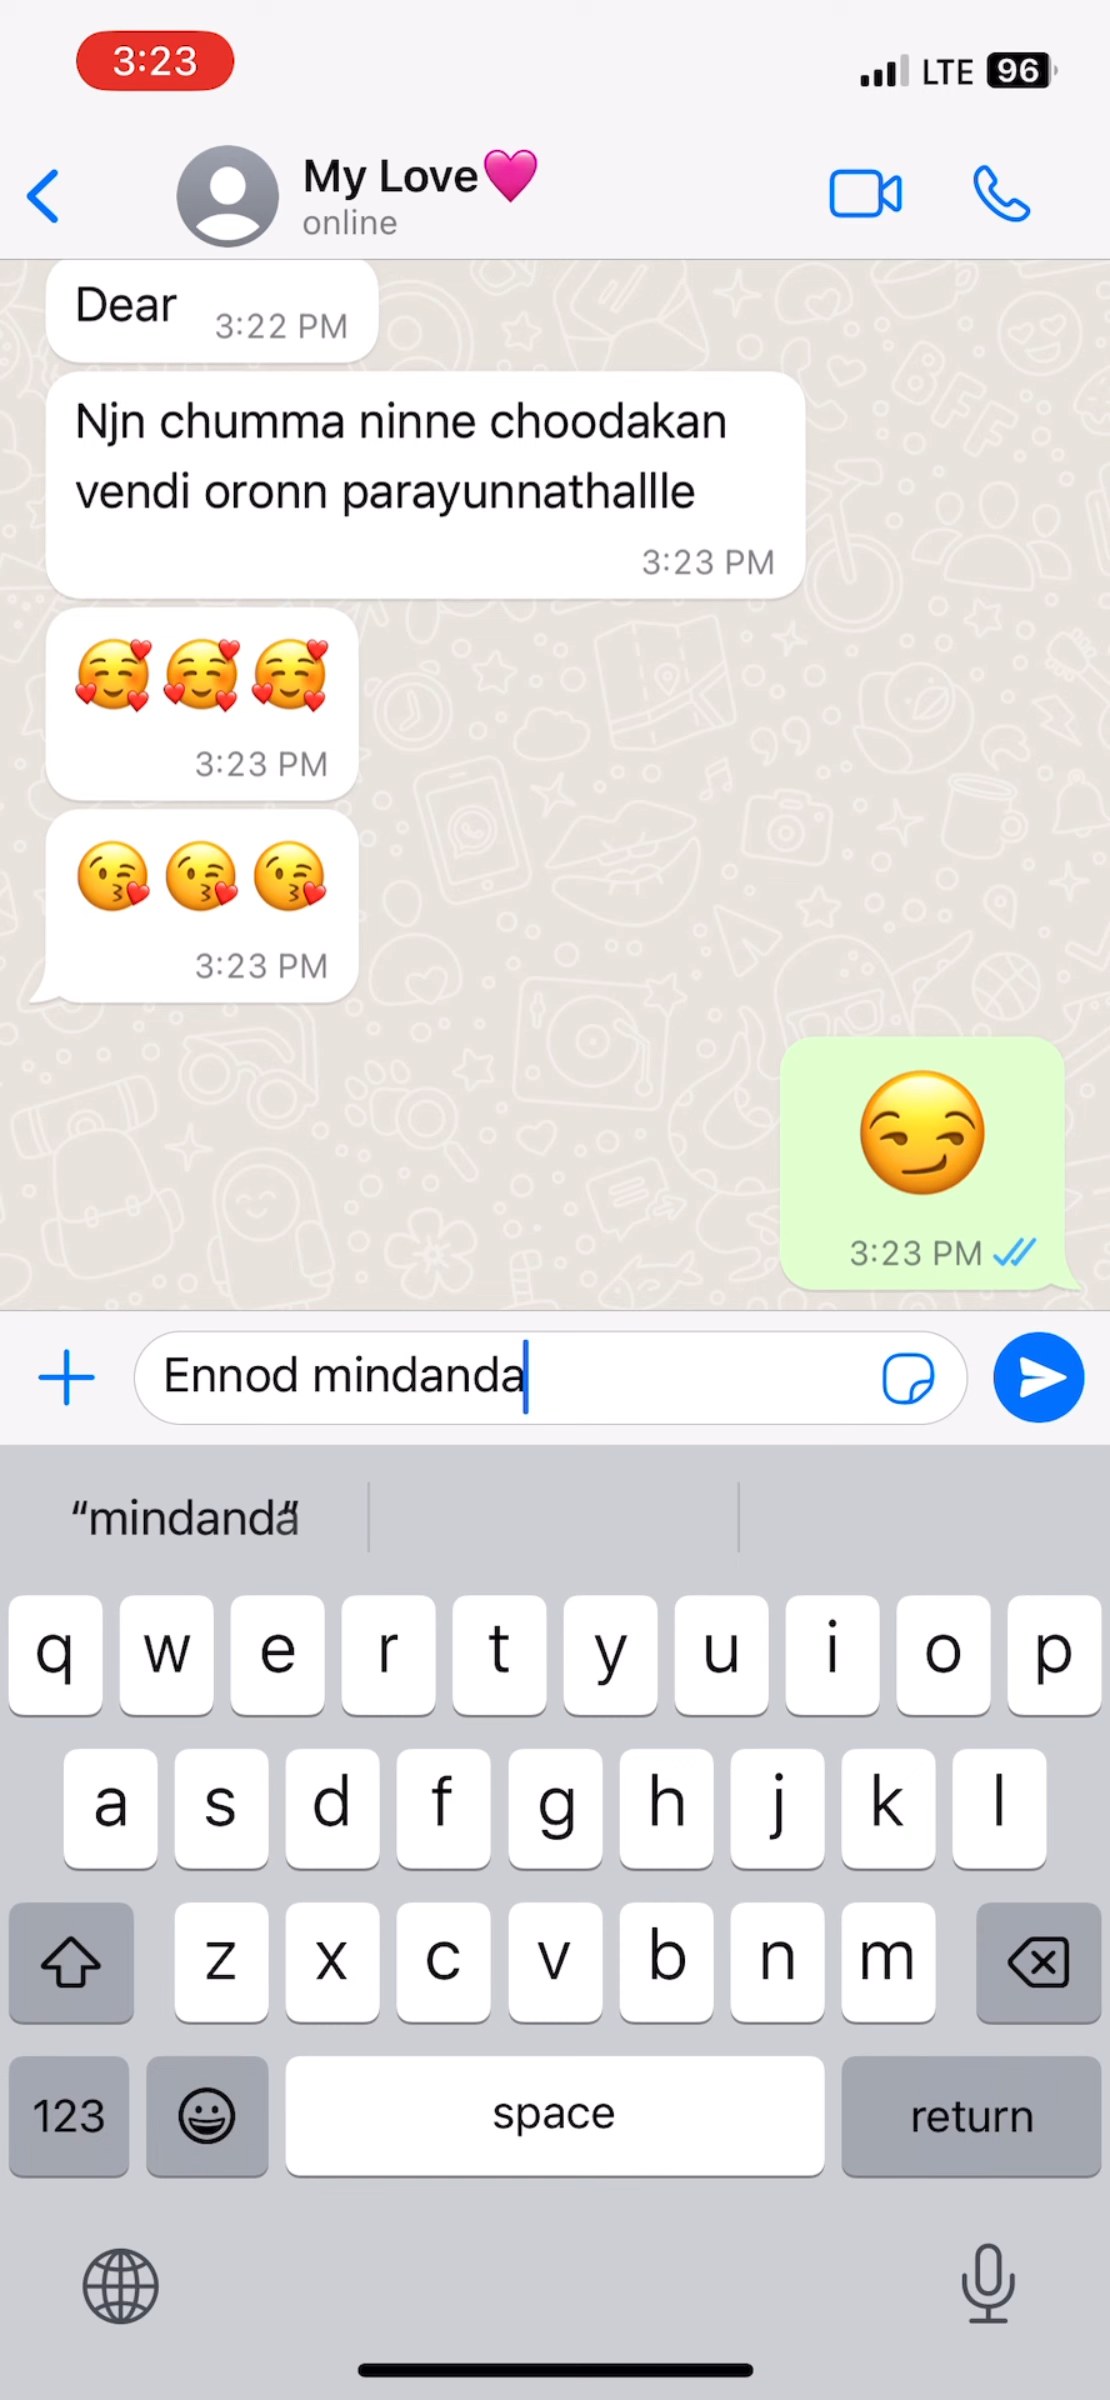 3:23
LTE 96
My Love🩷
online
Dear
3:22 PM
Njn chumma ninne choodakan
vendi oronn parayunnathallle
3:23 PM
🥰🥰🥰
3:23 PM
😘😘😘
3:23 PM
😏
3:23 PM
Ennod mindanda
“mindanda”
q w e r t y u i o p
a s d f g h j k l
z x c v b n m
123 space return